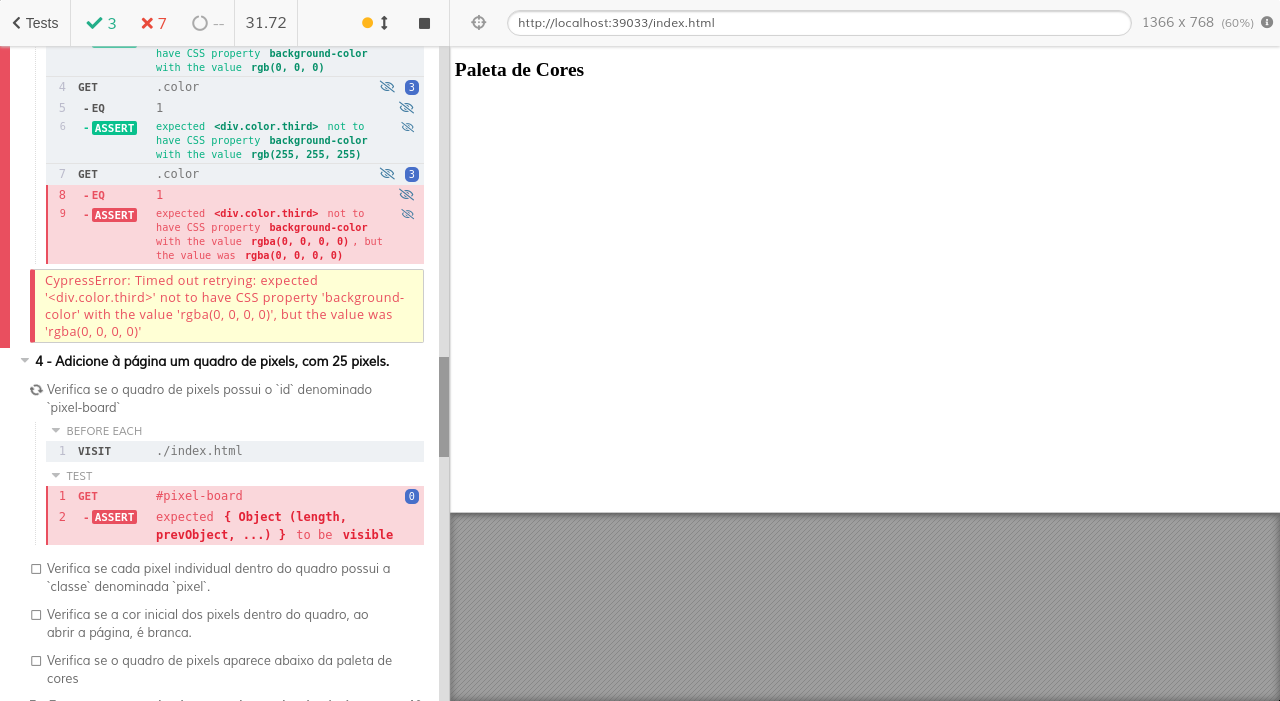 Tests 3 7 -- 31.72 http://localhost:39033/index.html 1366 x 768 (60%)
have CSS property background-color
with the value rgb(0, 0, 0)
4 GET .color 3
5 -EQ 1
6 -ASSERT expected <div.color.third> not to
have CSS property background-color
with the value rgb(255, 255, 255)
7 GET .color 3
8 -EQ 1
9 -ASSERT expected <div.color.third> not to
have CSS property background-color
with the value rgba(0, 0, 0, 0), but
the value was rgba(0, 0, 0, 0)
CypressError: Timed out retrying: expected
'<div.color.third>' not to have CSS property 'background-
color' with the value 'rgba(0, 0, 0, 0)', but the value was
'rgba(0, 0, 0, 0)'
4 - Adicione à página um quadro de pixels, com 25 pixels.
Verifica se o quadro de pixels possui o `id` denominado
`pixel-board`
BEFORE EACH
1 VISIT ./index.html
TEST
1 GET #pixel-board 0
2 -ASSERT expected { Object (length,
prevObject, ...) } to be visible
Verifica se cada pixel individual dentro do quadro possui a
`classe` denominada `pixel`.
Verifica se a cor inicial dos pixels dentro do quadro, ao
abrir a página, é branca.
Verifica se o quadro de pixels aparece abaixo da paleta de
cores
Paleta de Cores